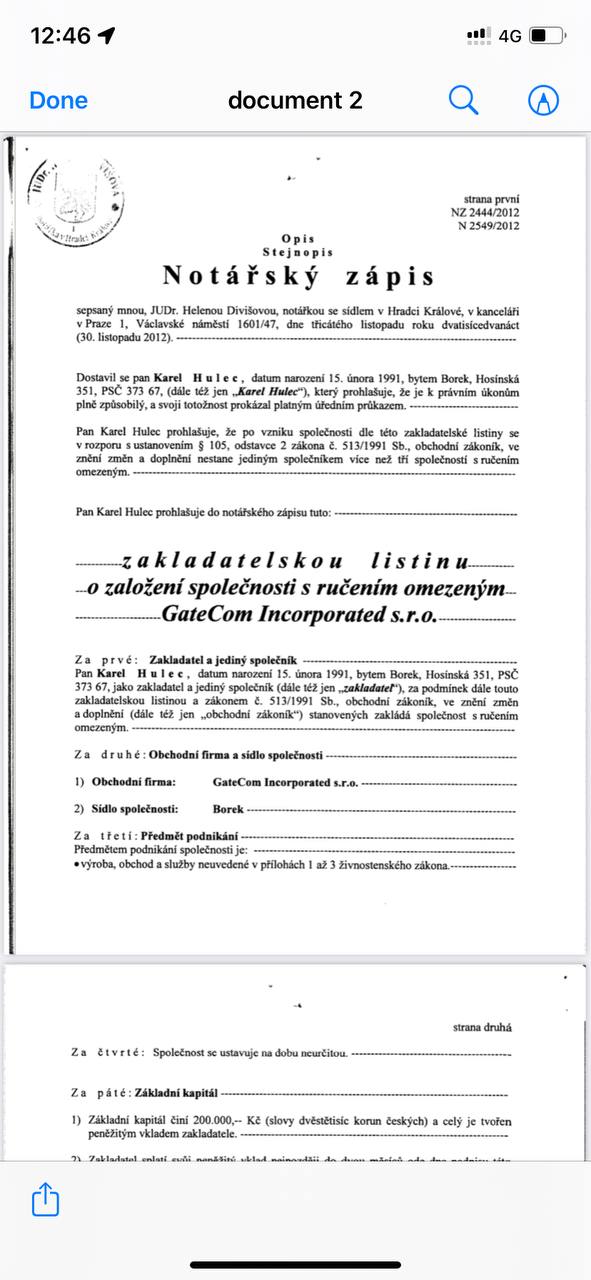 12:46
4G
Done
document 2
JUDr.
strana první
NZ 2444/2012
N 2549/2012
Opis
Stejnopis
Notářský zápis
sepsaný mnou, JUDr. Helenou Divišovou, notářkou se sídlem v Hradci Králové, v kanceláři
v Praze 1, Václavské náměstí 1601/47, dne třicátého listopadu roku dvatisícedvanáct
(30. listopadu 2012). ----------
Dostavil se pan Karel Hulec, datum narození 15. února 1991, bytem Borek, Hosínská
351, PSČ 373 67, (dále též jen „Karel Hulec“), který prohlašuje, že je k právním úkonům
plně způsobilý, a svoji totožnost prokázal platným úředním průkazem. ----------
Pan Karel Hulec prohlašuje, že po vzniku společnosti dle této zakladatelské listiny se
v rozporu s ustanovením § 105, odstavce 2 zákona č. 513/1991 Sb., obchodní zákoník, ve
znění změn a doplnění nestane jediným společníkem více než tří společností s ručením
omezeným. ----------
Pan Karel Hulec prohlašuje do notářského zápisu tuto: ----------
----------zakladatelskou listinu----------
---o založení společnosti s ručením omezeným---
----------GateCom Incorporated s.r.o.----------
Za prvé: Zakladatel a jediný společník ----------
Pan Karel Hulec, datum narození 15. února 1991, bytem Borek, Hosínská 351, PSČ
373 67, jako zakladatel a jediný společník (dále též jen „zakladatel“), za podmínek dále touto
zakladatelskou listinou a zákonem č. 513/1991 Sb., obchodní zákoník, ve znění změn
a doplnění (dále též jen „obchodní zákoník“) stanovených zakládá společnost s ručením
omezeným. ----------
Za druhé: Obchodní firma a sídlo společnosti ----------
1) Obchodní firma: GateCom Incorporated s.r.o. ----------
2) Sídlo společnosti: Borek ----------
Za třetí: Předmět podnikání ----------
Předmětem podnikání společnosti je: ----------
•výroba, obchod a služby neuvedené v přílohách 1 až 3 živnostenského zákona.----------
strana druhá
Za čtvrté: Společnost se ustavuje na dobu neurčitou. ----------
Za páté: Základní kapitál ----------
1) Základní kapitál činí 200.000,-- Kč (slovy dvěstětisíc korun českých) a celý je tvořen
peněžitým vkladem zakladatele. ----------
2) Zakladatel splatí svůj peněžitý vklad nejpozději do dvou měsíců ode dne podpisu této